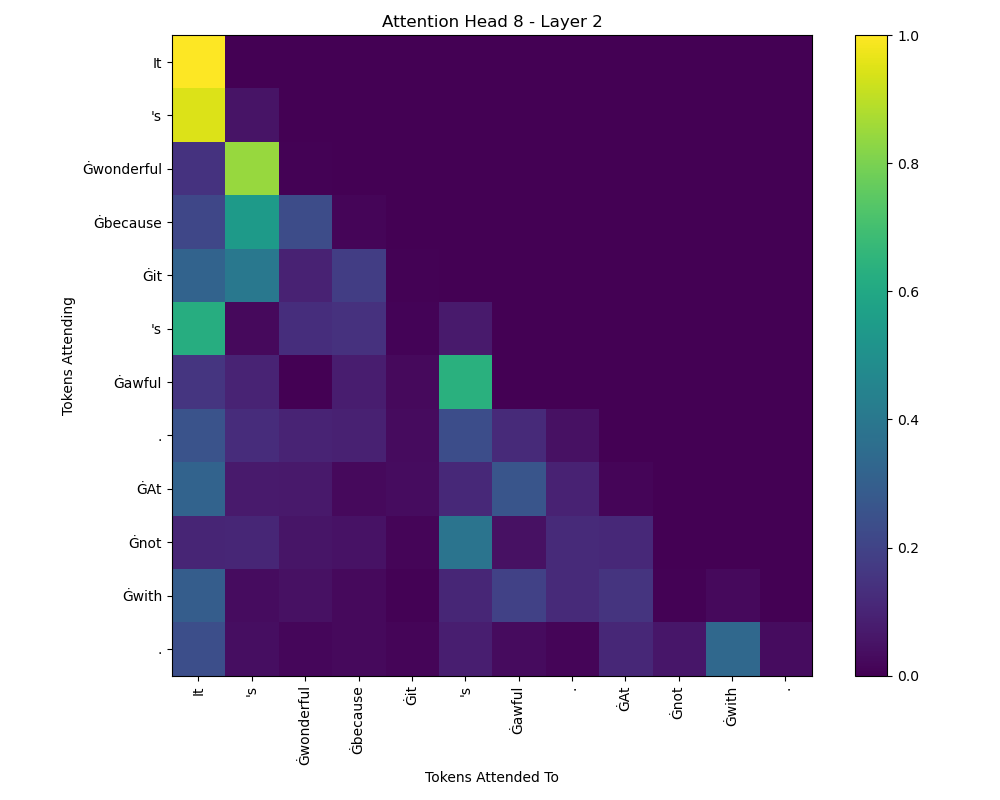 Attention Head 8 - Layer 2
It
's
Ġwonderful
Ġbecause
Ġit
's
Ġawful
.
ĠAt
Ġnot
Ġwith
.
Tokens Attending
It
's
Ġwonderful
Ġbecause
Ġit
's
Ġawful
.
ĠAt
Ġnot
Ġwith
.
Tokens Attended To
1.0
0.8
0.6
0.4
0.2
0.0